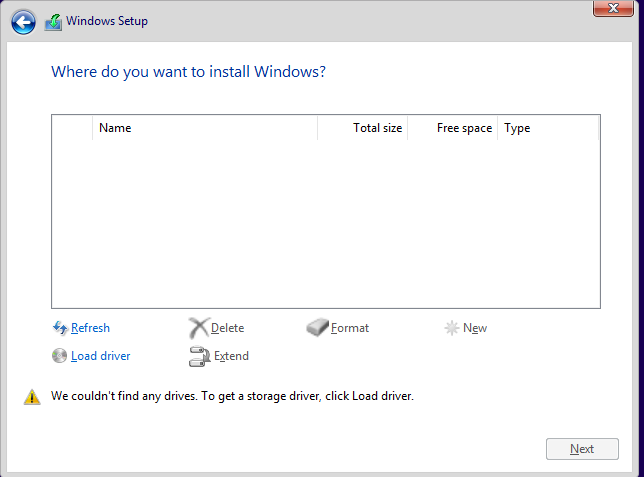 Windows Setup
Where do you want to install Windows?
Name Total size Free space Type
Refresh Delete Format New
Load driver Extend
We couldn't find any drives. To get a storage driver, click Load driver.
Next